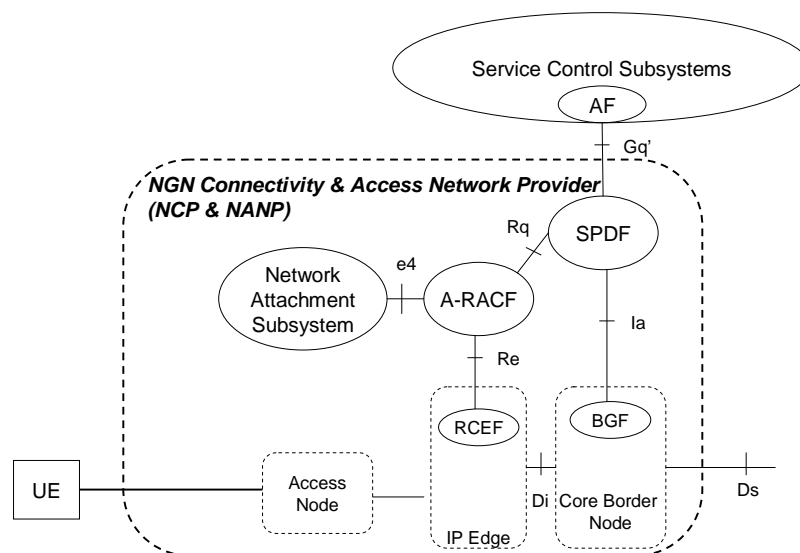 Service Control Subsystems
AF
Gq'
NGN Connectivity & Access Network Provider
(NCP & NANP)
Rq
SPDF
e4
Network
Attachment
Subsystem
A-RACF
Ia
Re
RCEF
BGF
UE
Access
Node
Di
Core Border
Node
Ds
IP Edge